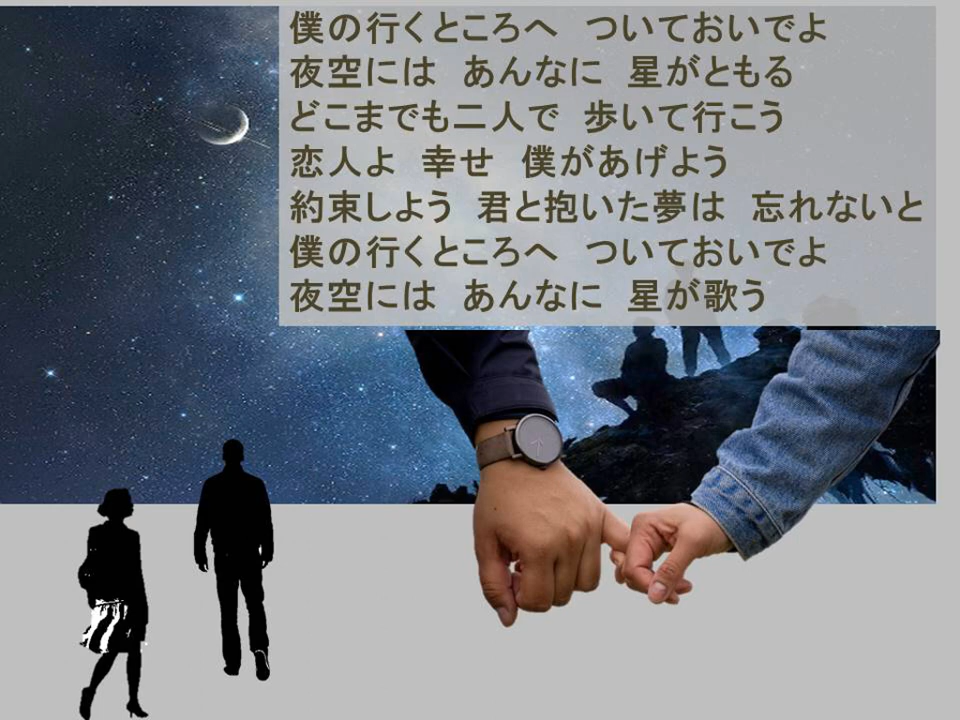 僕の行くところへ　ついておいでよ
夜空には　あんなに　星がともる
どこまでも二人で　歩いて行こう
恋人よ　幸せ　僕があげよう
約束しよう　君と抱いた夢は　忘れないと
僕の行くところへ　ついておいでよ
夜空には　あんなに　星が歌う